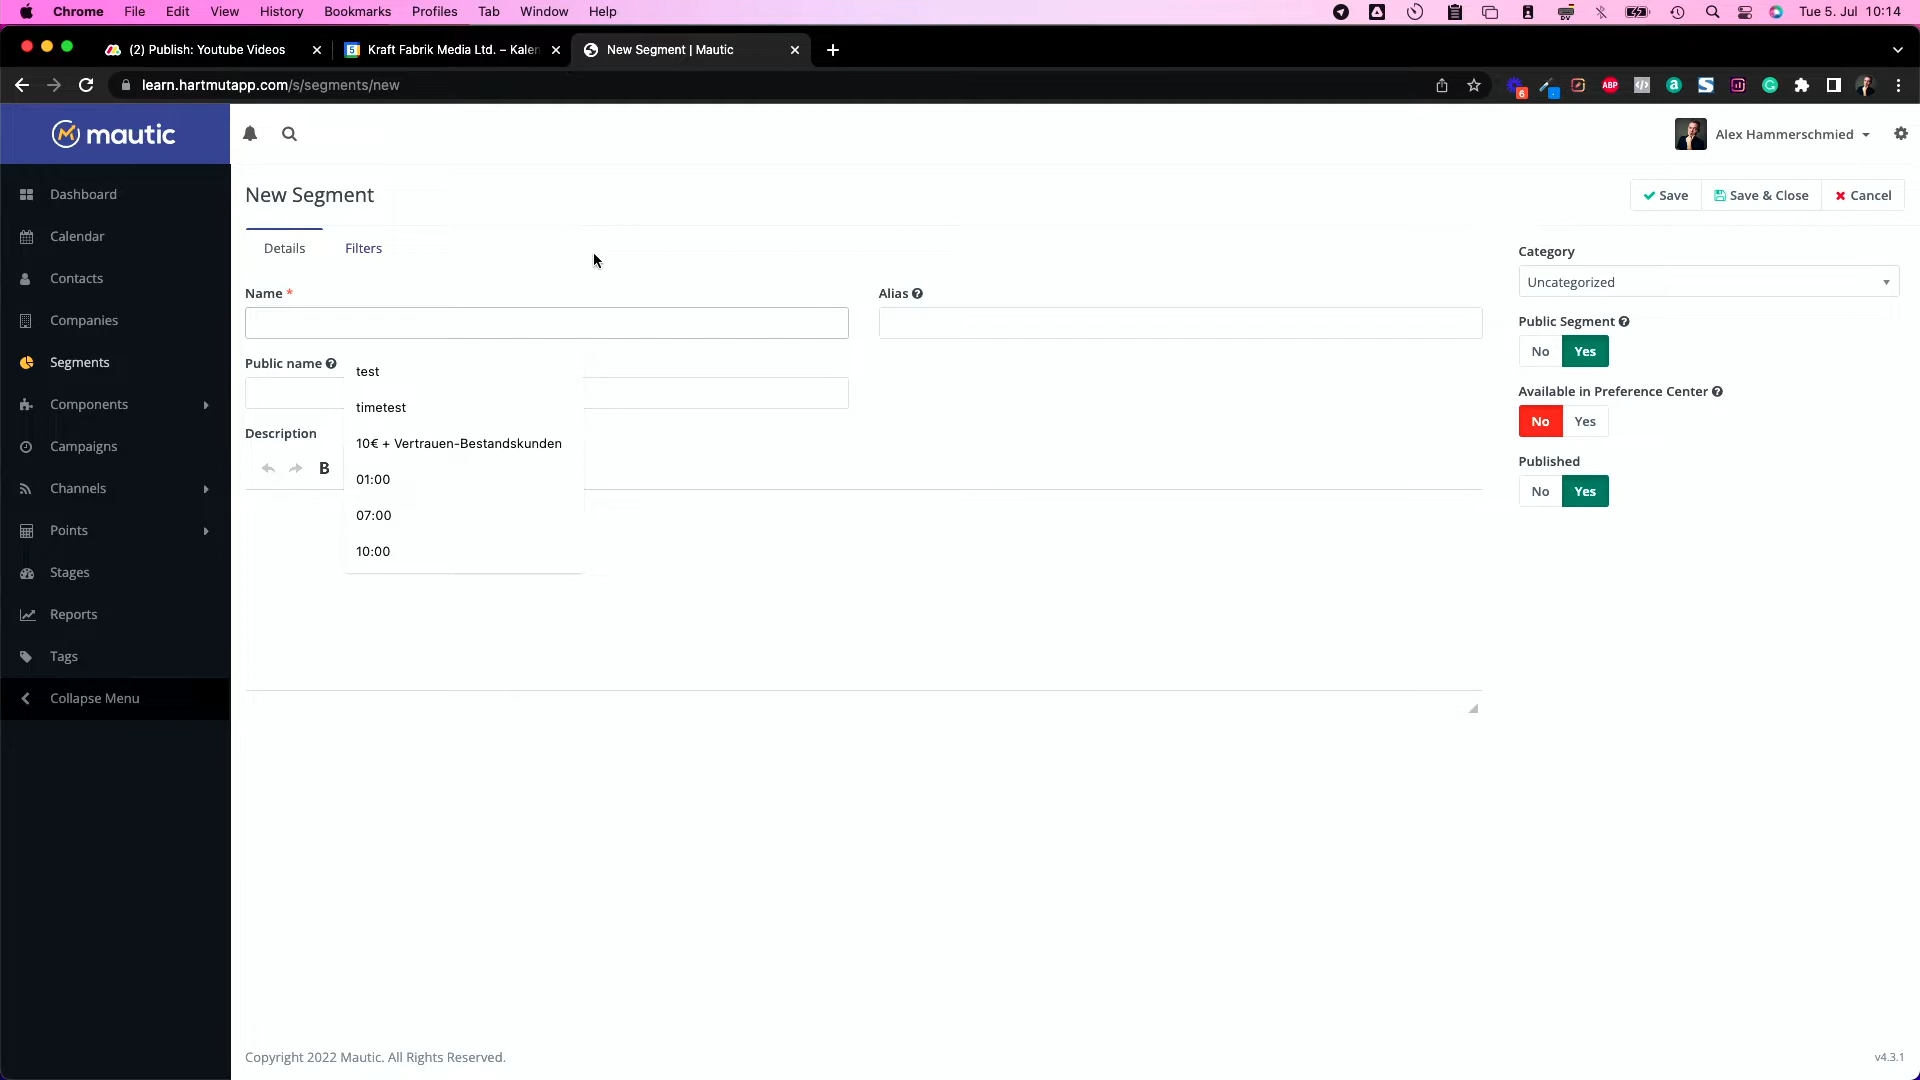 Chrome File Edit View History Bookmarks Profiles Tab Window Help
DV
Tue 5. Jul 10:14
(2) Publish: Youtube Videos
5 Kraft Fabrik Media Ltd. – Kalen
New Segment | Mautic
learn.hartmutapp.com/s/segments/new
6
ABP
mautic
Alex Hammerschmied
Dashboard
Calendar
Contacts
Companies
Segments
Components
Campaigns
Channels
Points
Stages
Reports
Tags
Collapse Menu
New Segment
Save
Save & Close
Cancel
Details
Filters
Name *
Alias
Public name
Description
B
test
timetest
10€ + Vertrauen-Bestandskunden
01:00
07:00
10:00
Category
Uncategorized
Public Segment
No Yes
Available in Preference Center
No Yes
Published
No Yes
Copyright 2022 Mautic. All Rights Reserved.
v4.3.1